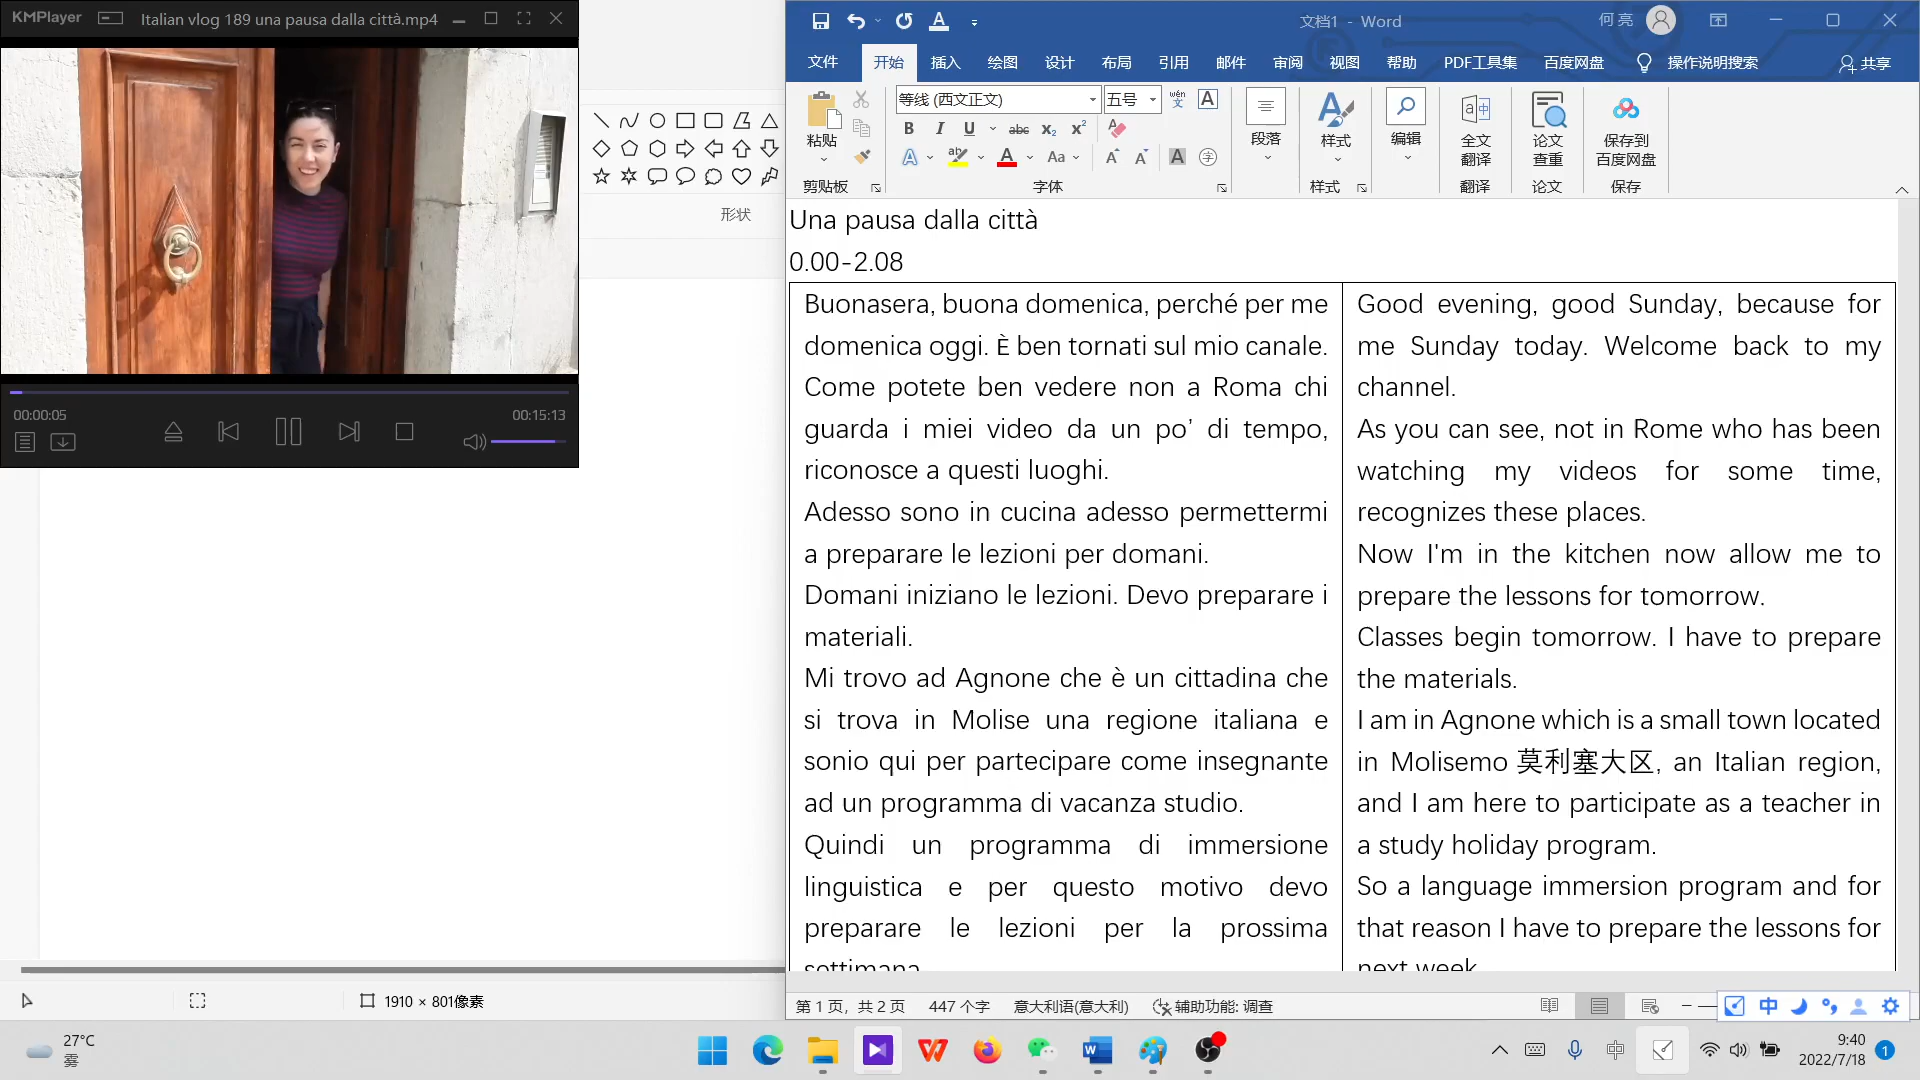 KMPlayer
Italian vlog 189 una pausa dalla città.mp4
00:00:05
00:15:13
形状
1910 × 801像素
文档1 - Word
何 亮
文件
开始
插入
绘图
设计
布局
引用
邮件
审阅
视图
帮助
PDF工具集
百度网盘
操作说明搜索
共享
粘贴
剪贴板
等线 (西文正文)
五号
wén
文
A
B I U abc x₂ x²
A ab A Aa A A A 字
字体
段落
样式
样式
编辑
全文
翻译
翻译
论文
查重
论文
保存到
百度网盘
保存
Una pausa dalla città
0.00-2.08
Buonasera, buona domenica, perché per me
domenica oggi. È ben tornati sul mio canale.
Come potete ben vedere non a Roma chi
guarda i miei video da un po’ di tempo,
riconosce a questi luoghi.
Adesso sono in cucina adesso permettermi
a preparare le lezioni per domani.
Domani iniziano le lezioni. Devo preparare i
materiali.
Mi trovo ad Agnone che è un cittadina che
si trova in Molise una regione italiana e
sonio qui per partecipare come insegnante
ad un programma di vacanza studio.
Quindi un programma di immersione
linguistica e per questo motivo devo
preparare le lezioni per la prossima
settimana
Good evening, good Sunday, because for
me Sunday today. Welcome back to my
channel.
As you can see, not in Rome who has been
watching my videos for some time,
recognizes these places.
Now I'm in the kitchen now allow me to
prepare the lessons for tomorrow.
Classes begin tomorrow. I have to prepare
the materials.
I am in Agnone which is a small town located
in Molisemo 莫利塞大区, an Italian region,
and I am here to participate as a teacher in
a study holiday program.
So a language immersion program and for
that reason I have to prepare the lessons for
next week
第 1 页，共 2 页
447 个字
意大利语(意大利)
辅助功能: 调查
中
27°C
雾
中
9:40
2022/7/18
1